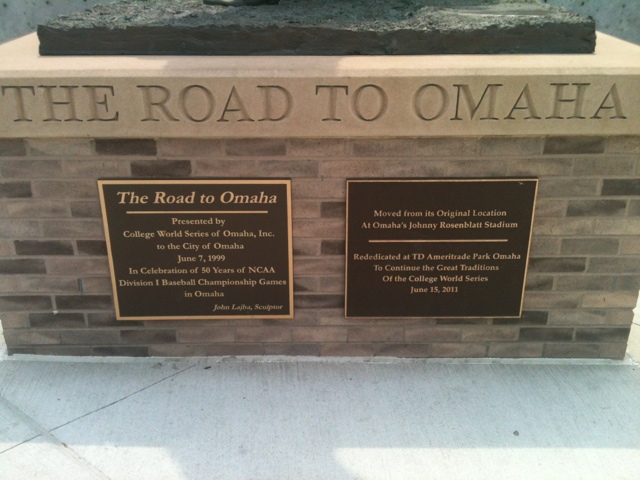 THE ROAD TO OMAHA
The Road to Omaha
Presented by
College World Series of Omaha, Inc.
to the City of Omaha
June 7, 1999
In Celebration of 50 Years of NCAA
Division I Baseball Championship Games
in Omaha
John Lajba, Sculptor
Moved from its Original Location
At Omaha's Johnny Rosenblatt Stadium
Rededicated at TD Ameritrade Park Omaha
To Continue the Great Traditions
Of the College World Series
June 15, 2011